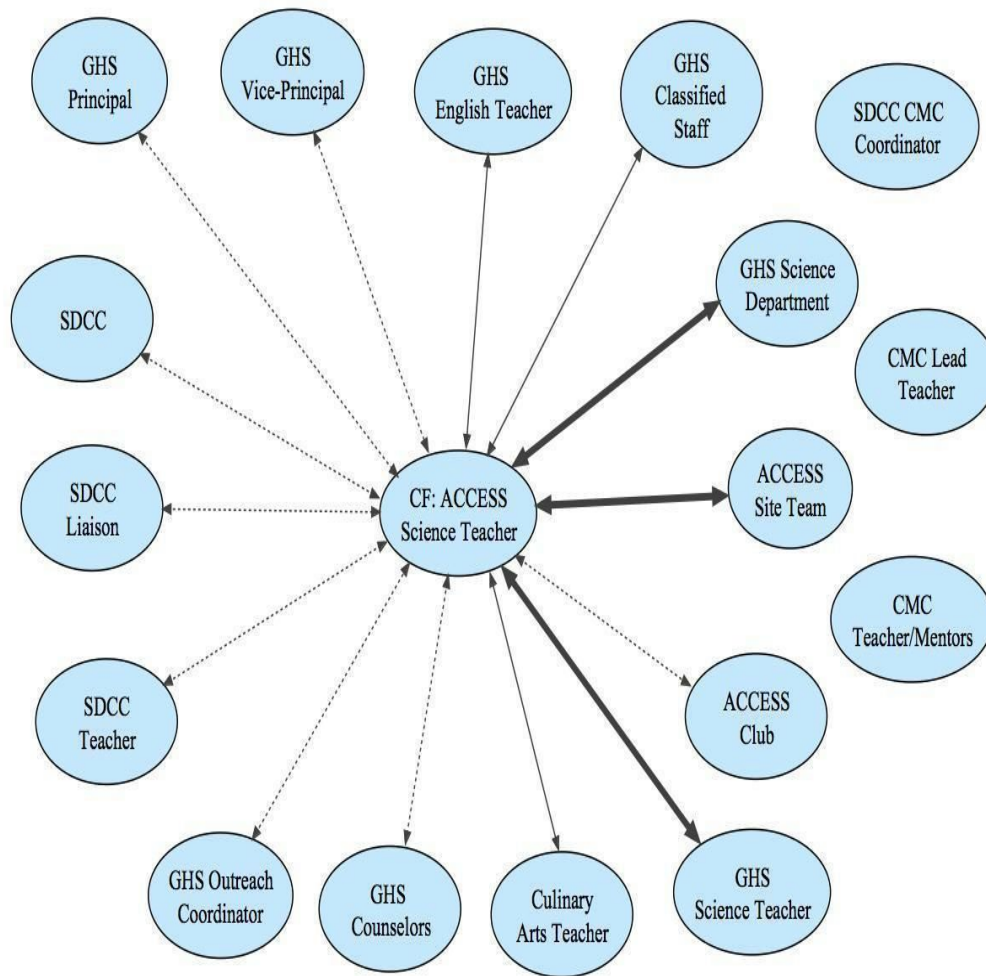 GHS
Principal
GHS
Vice-Principal
GHS
English Teacher
GHS
Classified
Staff
SDCC CMC
Coordinator
SDCC
GHS Science
Department
CMC Lead
Teacher
SDCC
Liaison
CF: ACCESS
Science Teacher
ACCESS
Site Team
CMC
Teacher/Mentors
SDCC
Teacher
ACCESS
Club
GHS Outreach
Coordinator
GHS
Counselors
Culinary
Arts Teacher
GHS
Science Teacher